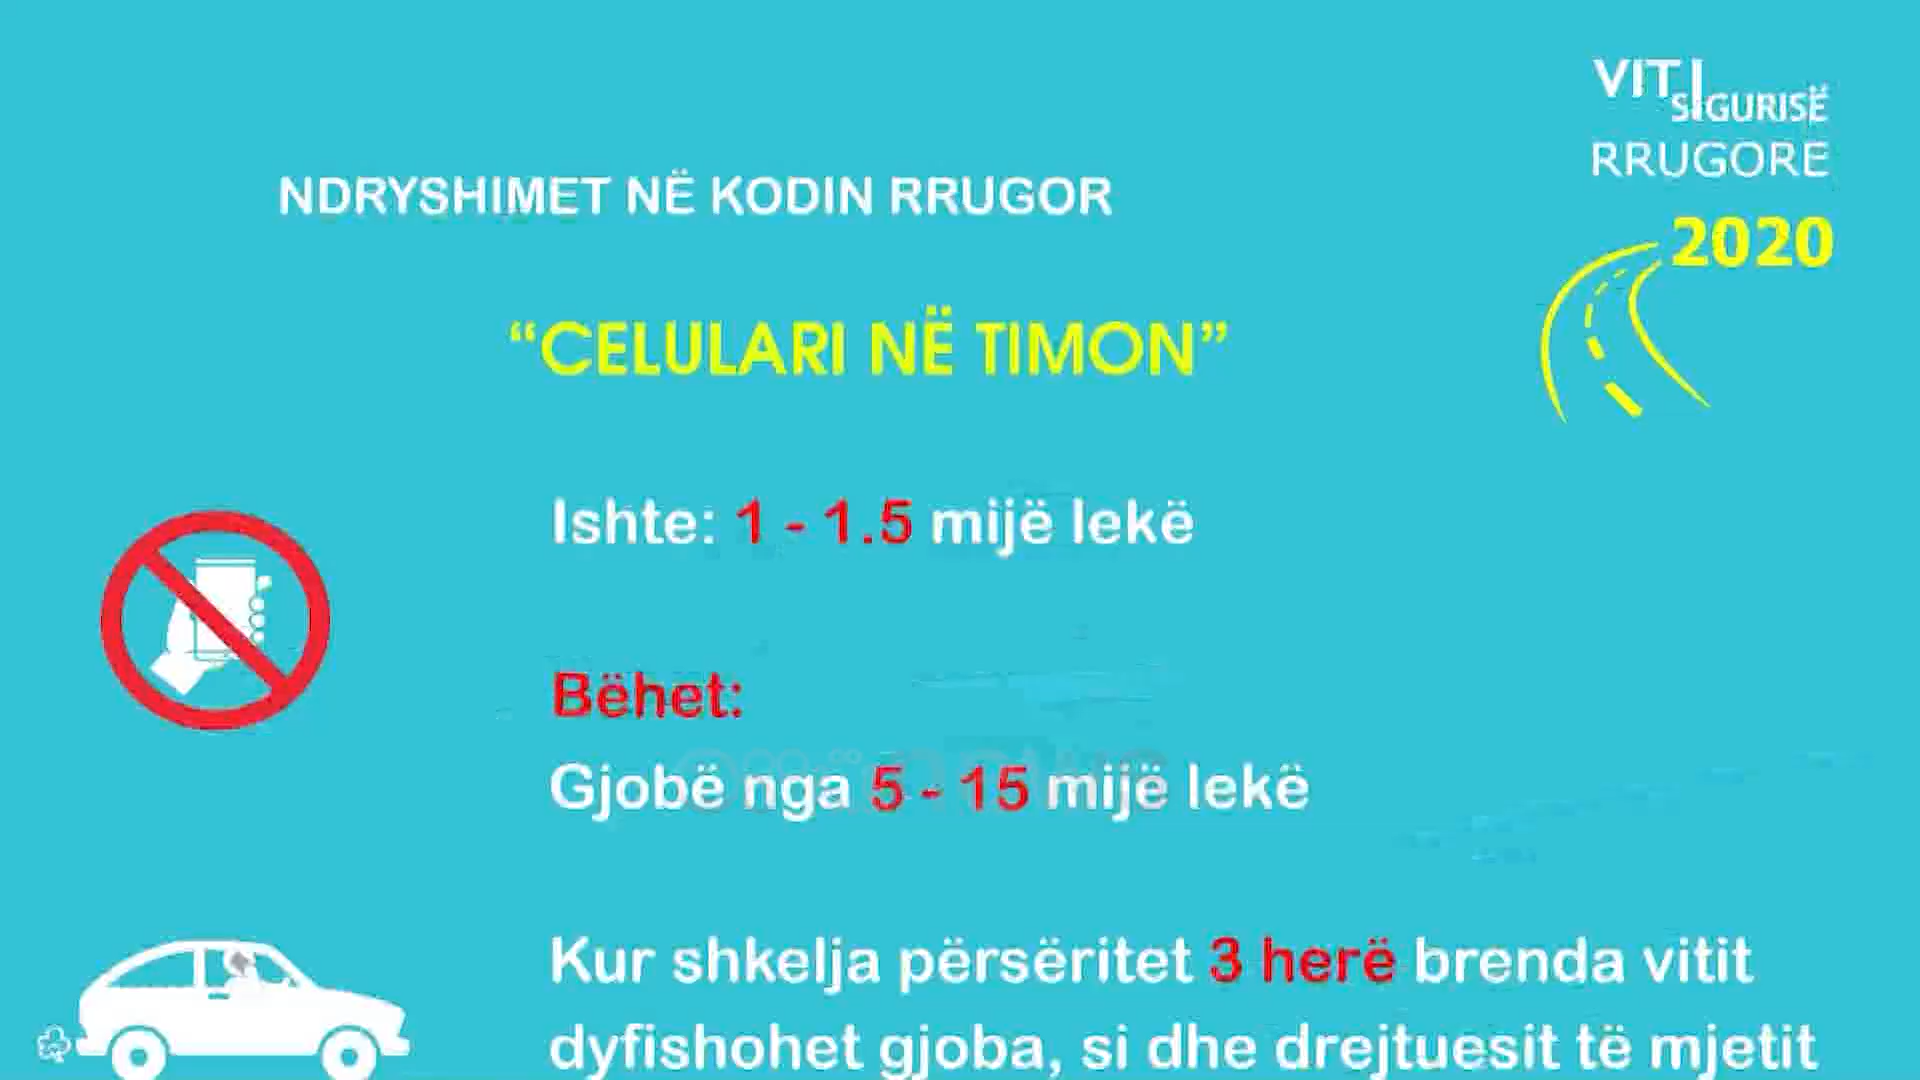 VITI
SIGURISË
RRUGORE
2020
NDRYSHIMET NË KODIN RRUGOR
“CELULARI NË TIMON”
Ishte: 1 - 1.5 mijë lekë
Bëhet:
Gjobë nga 5 - 15 mijë lekë
Kur shkelja përsëritet 3 herë brenda vitit
dyfishohet gjoba, si dhe drejtuesit të mjetit